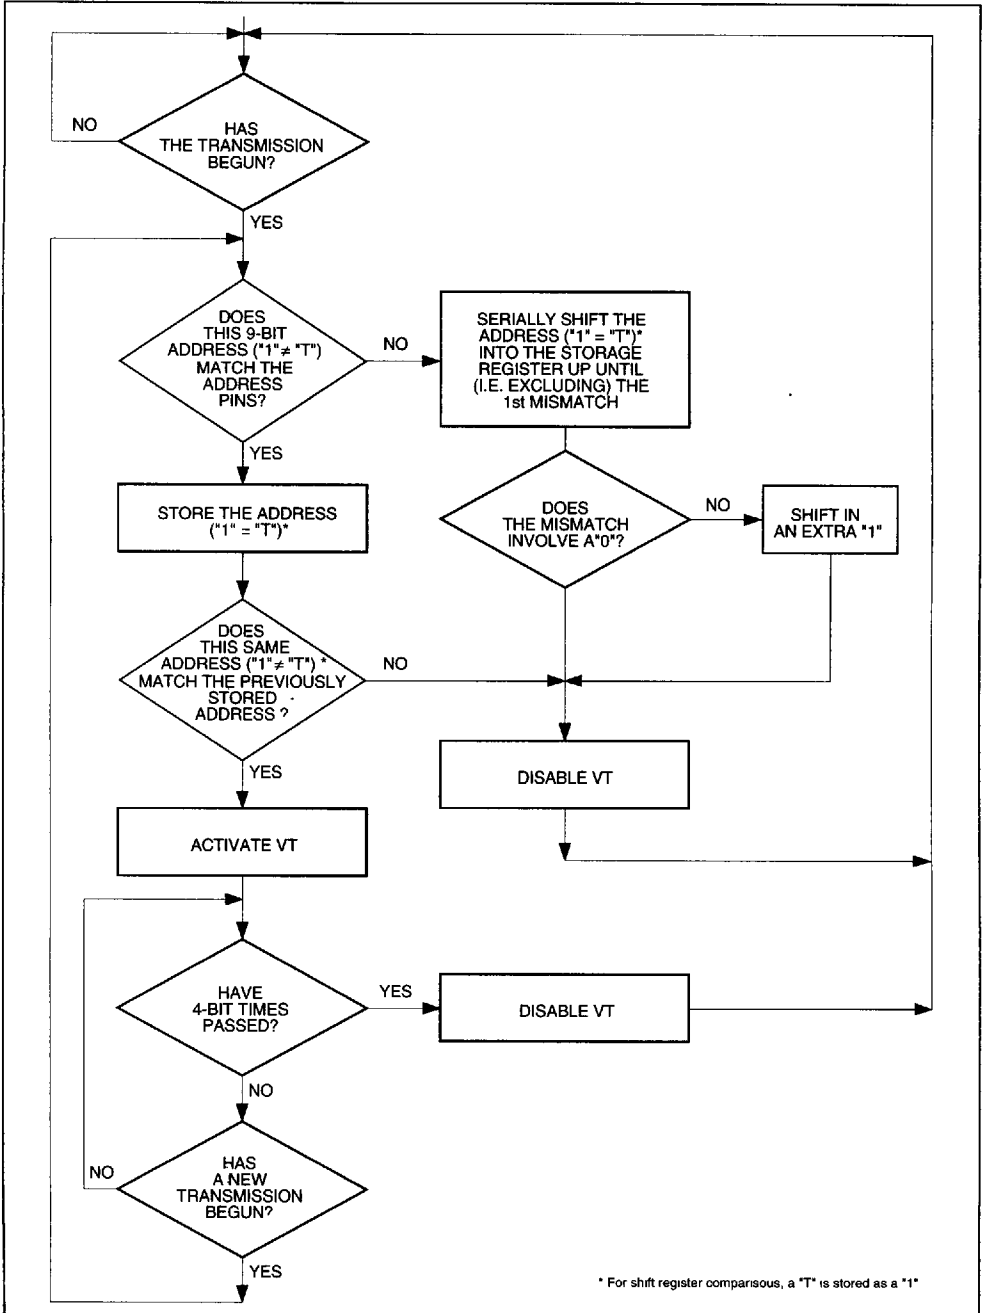 NO
HAS
THE TRANSMISSION
BEGUN?
YES
DOES
THIS 9-BIT
ADDRESS ("1" ≠ "T")
MATCH THE
ADDRESS
PINS?
NO
SERIALLY SHIFT THE
ADDRESS ("1" = "T")*
INTO THE STORAGE
REGISTER UP UNTIL
(I.E. EXCLUDING) THE
1st MISMATCH
YES
STORE THE ADDRESS
("1" = "T")*
DOES
THE MISMATCH
INVOLVE A"0"?
NO
SHIFT IN
AN EXTRA "1"
DOES
THIS SAME
ADDRESS ("1" ≠ "T") *
MATCH THE PREVIOUSLY
STORED
ADDRESS ?
NO
YES
DISABLE VT
ACTIVATE VT
HAVE
4-BIT TIMES
PASSED?
YES
DISABLE VT
NO
NO
HAS
A NEW
TRANSMISSION
BEGUN?
YES
* For shift register comparisous, a "T" is stored as a "1"